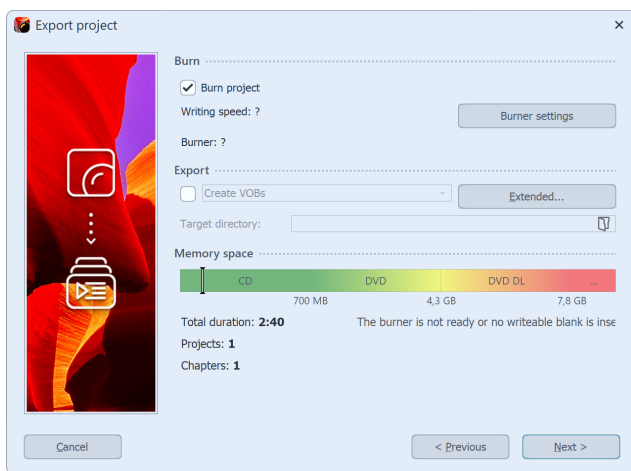 Export project
Burn
Burn project
Writing speed: ?
Burner settings
Burner: ?
Export
Create VOBs
Extended...
Target directory:
Memory space
CD DVD DVD DL ...
700 MB 4,3 GB 7,8 GB
Total duration: 2:40 The burner is not ready or no writeable blank is inse
Projects: 1
Chapters: 1
Cancel < Previous Next >